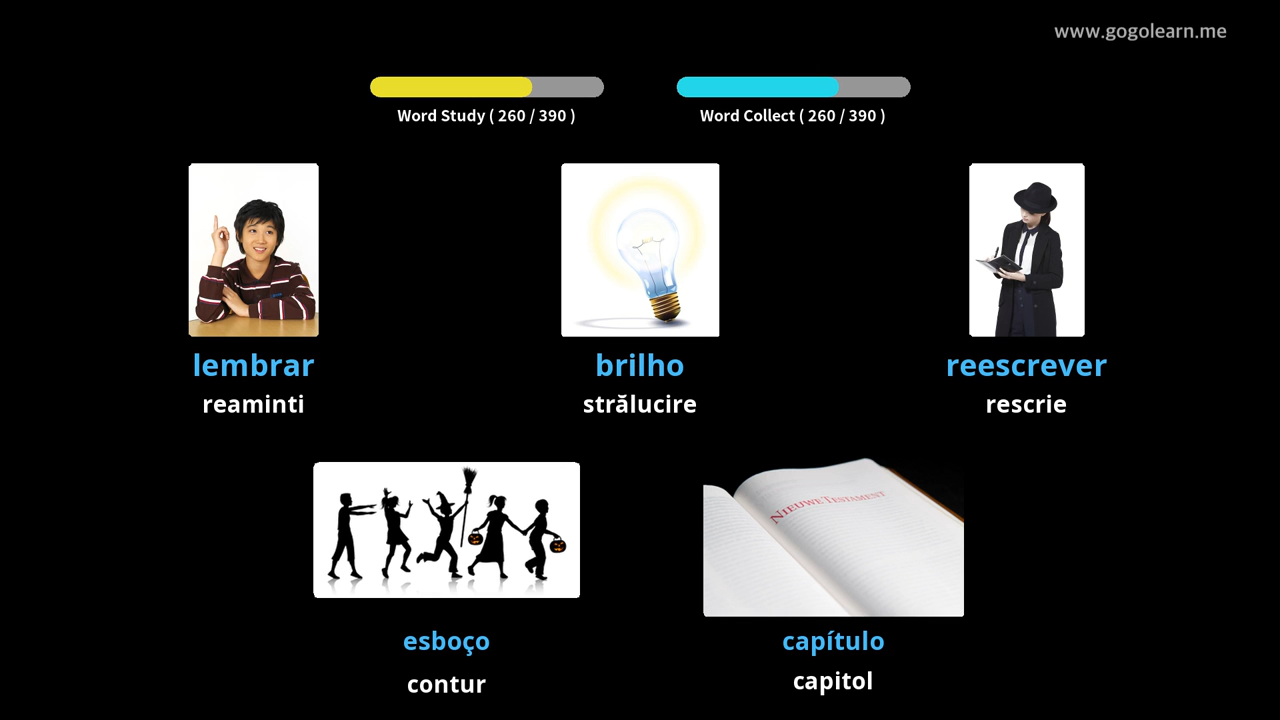 www.gogolearn.me
Word Study ( 260 / 390 )
Word Collect ( 260 / 390 )
lembrar
reaminti
brilho
strălucire
reescrever
rescrie
NIEUWE TESTAMENT
esboço
contur
capítulo
capitol